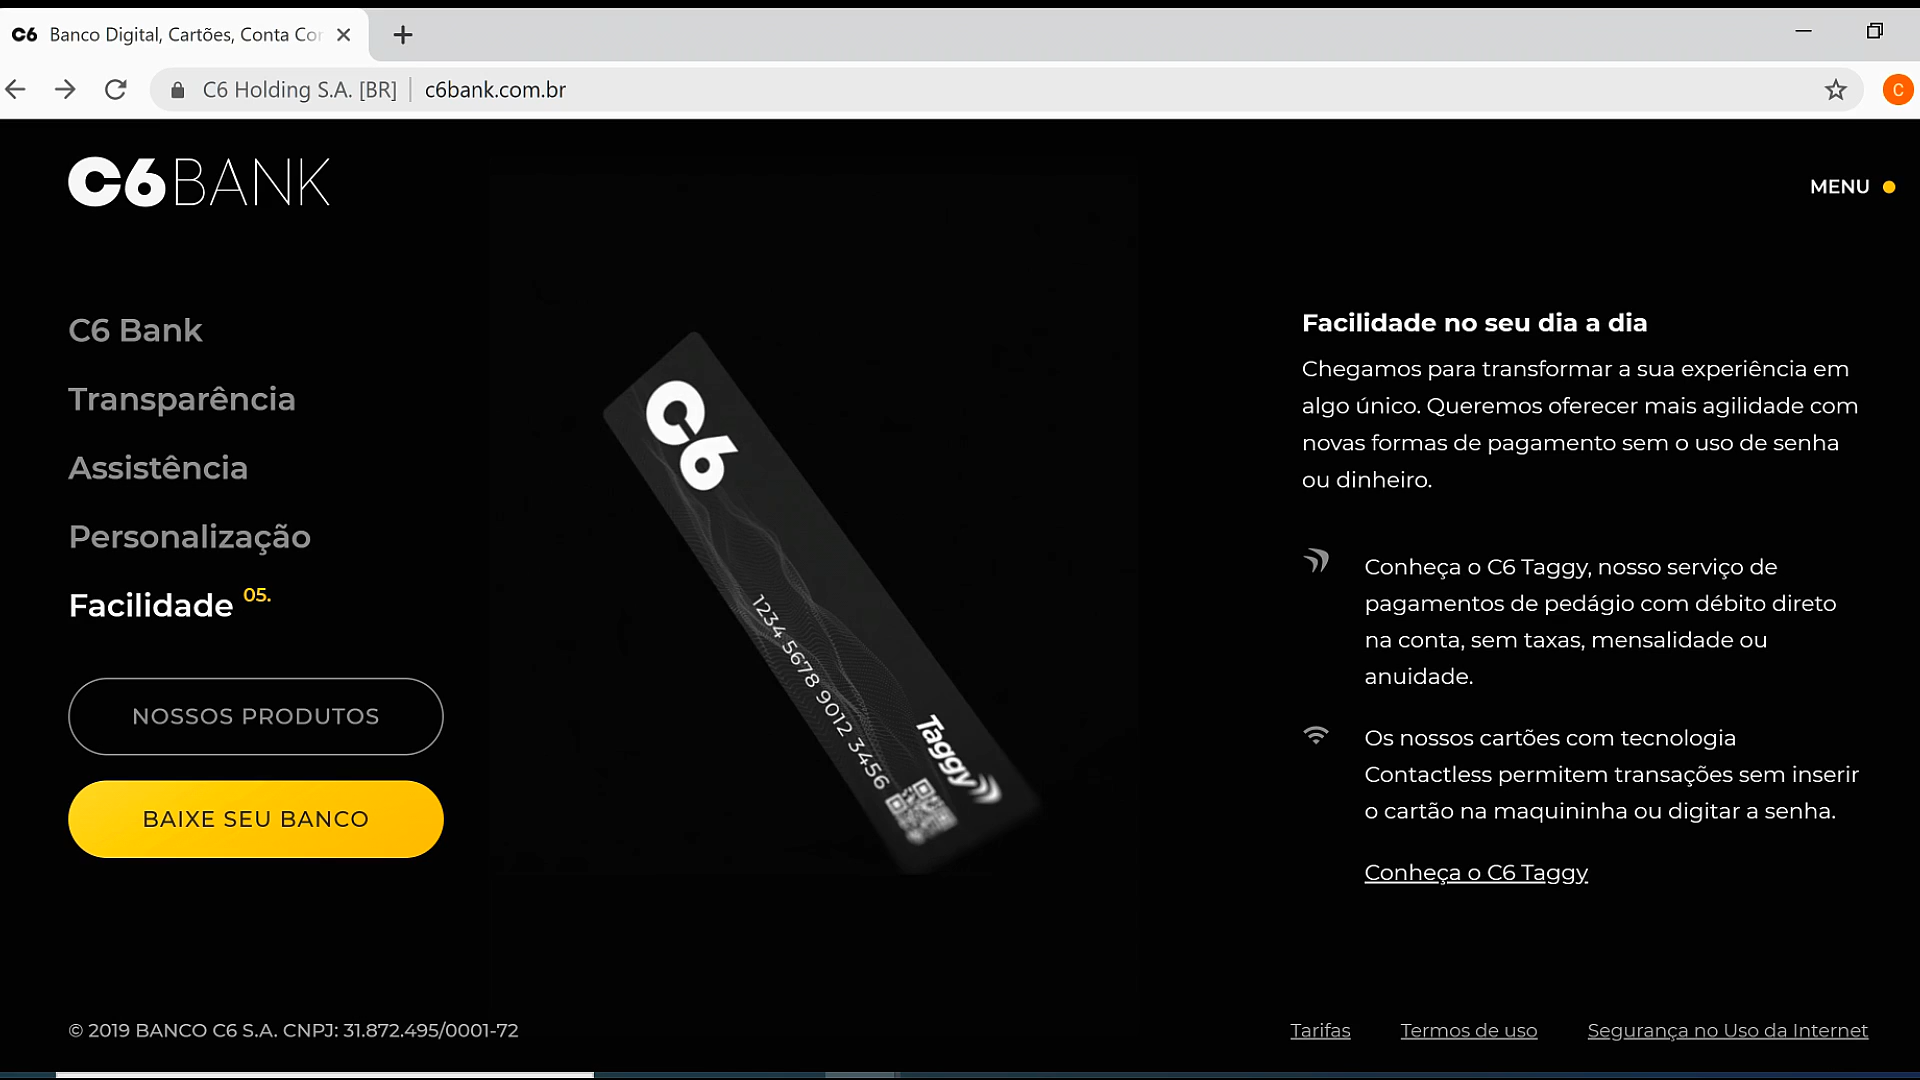 C6 Banco Digital, Cartões, Conta Cor
C6 Holding S.A. [BR] c6bank.com.br
C
C6BANK
MENU
C6 Bank
Transparência
Assistência
Personalização
Facilidade 05.
NOSSOS PRODUTOS
BAIXE SEU BANCO
C6
1234 5678 9012 3456
Taggy
Facilidade no seu dia a dia
Chegamos para transformar a sua experiência em
algo único. Queremos oferecer mais agilidade com
novas formas de pagamento sem o uso de senha
ou dinheiro.
Conheça o C6 Taggy, nosso serviço de
pagamentos de pedágio com débito direto
na conta, sem taxas, mensalidade ou
anuidade.
Os nossos cartões com tecnologia
Contactless permitem transações sem inserir
o cartão na maquininha ou digitar a senha.
Conheça o C6 Taggy
© 2019 BANCO C6 S.A. CNPJ: 31.872.495/0001-72
Tarifas
Termos de uso
Segurança no Uso da Internet